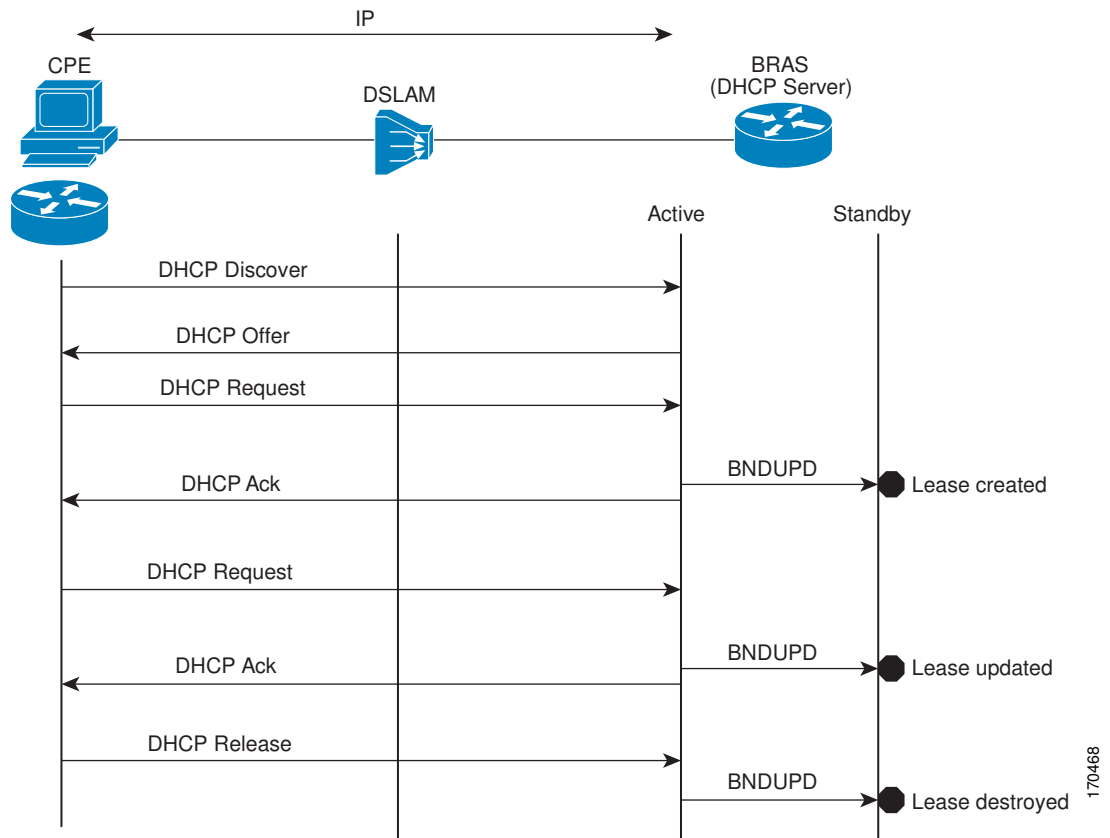 IP
CPE
DSLAM
BRAS
(DHCP Server)
Active
Standby
DHCP Discover
DHCP Offer
DHCP Request
BNDUPD
DHCP Ack
Lease created
DHCP Request
BNDUPD
DHCP Ack
Lease updated
DHCP Release
BNDUPD
Lease destroyed
170468